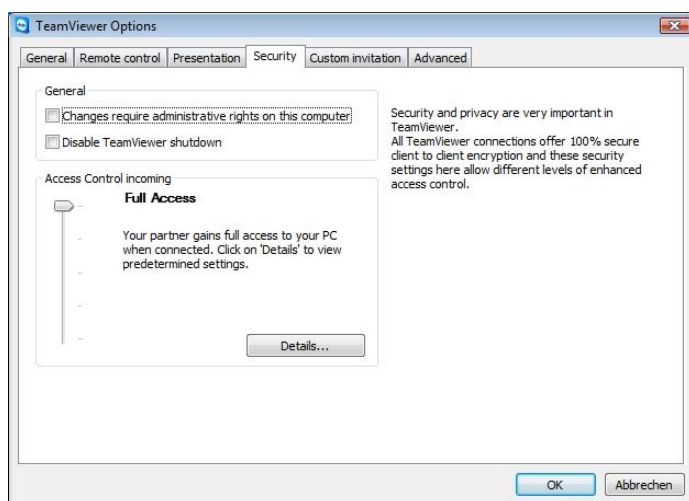 TeamViewer Options
General Remote control Presentation Security Custom invitation Advanced
General
Changes require administrative rights on this computer
Disable TeamViewer shutdown
Access Control incoming
Full Access
Your partner gains full access to your PC
when connected. Click on 'Details' to view
predetermined settings.
Details...
Security and privacy are very important in
TeamViewer.
All TeamViewer connections offer 100% secure
client to client encryption and these security
settings here allow different levels of enhanced
access control.
OK Abbrechen